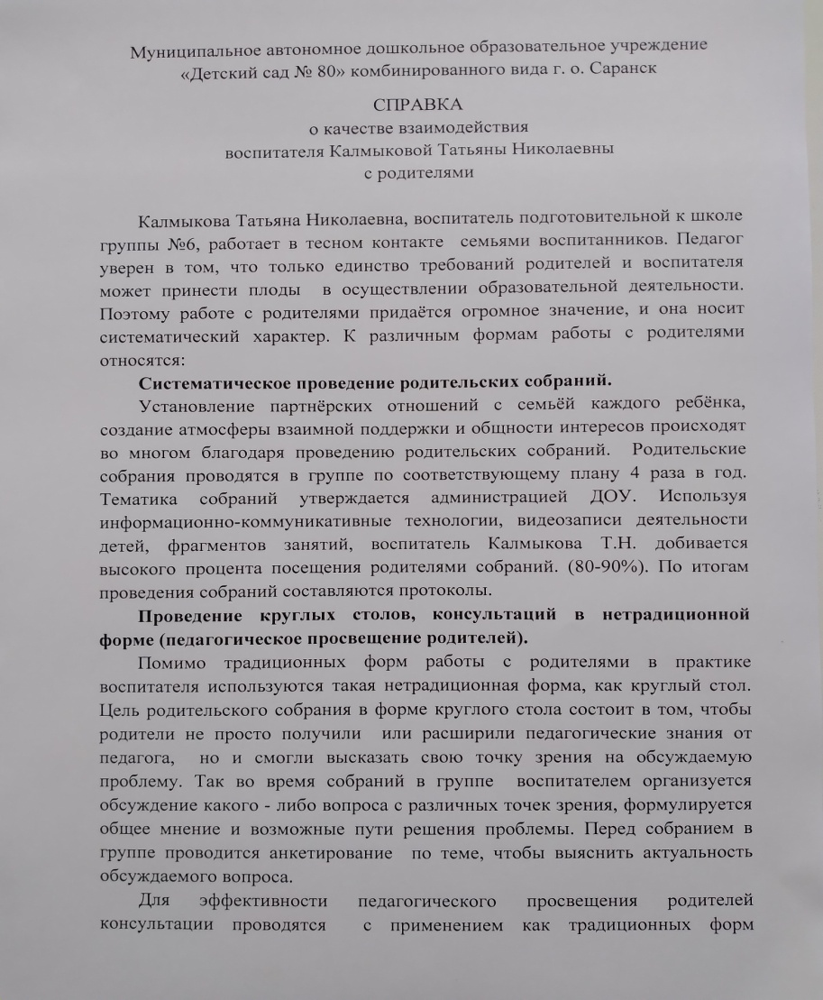 Муниципальное автономное дошкольное образовательное учреждение
«Детский сад № 80» комбинированного вида г. о. Саранск
СПРАВКА
о качестве взаимодействия
воспитателя Калмыковой Татьяны Николаевны
с родителями
Калмыкова Татьяна Николаевна, воспитатель подготовительной к школе
группы №6, работает в тесном контакте семьями воспитанников. Педагог
уверен в том, что только единство требований родителей и воспитателя
может принести плоды в осуществлении образовательной деятельности.
Поэтому работе с родителями придаётся огромное значение, и она носит
систематический характер. К различным формам работы с родителями
относятся:
Систематическое проведение родительских собраний.
Установление партнёрских отношений с семьёй каждого ребёнка,
создание атмосферы взаимной поддержки и общности интересов происходят
во многом благодаря проведению родительских собраний. Родительские
собрания проводятся в группе по соответствующему плану 4 раза в год.
Тематика собраний утверждается администрацией ДОУ. Используя
информационно-коммуникативные технологии, видеозаписи деятельности
детей, фрагментов занятий, воспитатель Калмыкова Т.Н. добивается
высокого процента посещения родителями собраний. (80-90%). По итогам
проведения собраний составляются протоколы.
Проведение круглых столов, консультаций в нетрадиционной
форме (педагогическое просвещение родителей).
Помимо традиционных форм работы с родителями в практике
воспитателя используются такая нетрадиционная форма, как круглый стол.
Цель родительского собрания в форме круглого стола состоит в том, чтобы
родители не просто получили или расширили педагогические знания от
педагога, но и смогли высказать свою точку зрения на обсуждаемую
проблему. Так во время собраний в группе воспитателем организуется
обсуждение какого - либо вопроса с различных точек зрения, формулируется
общее мнение и возможные пути решения проблемы. Перед собранием в
группе проводится анкетирование по теме, чтобы выяснить актуальность
обсуждаемого вопроса.
Для эффективности педагогического просвещения родителей
консультации проводятся с применением как традиционных форм